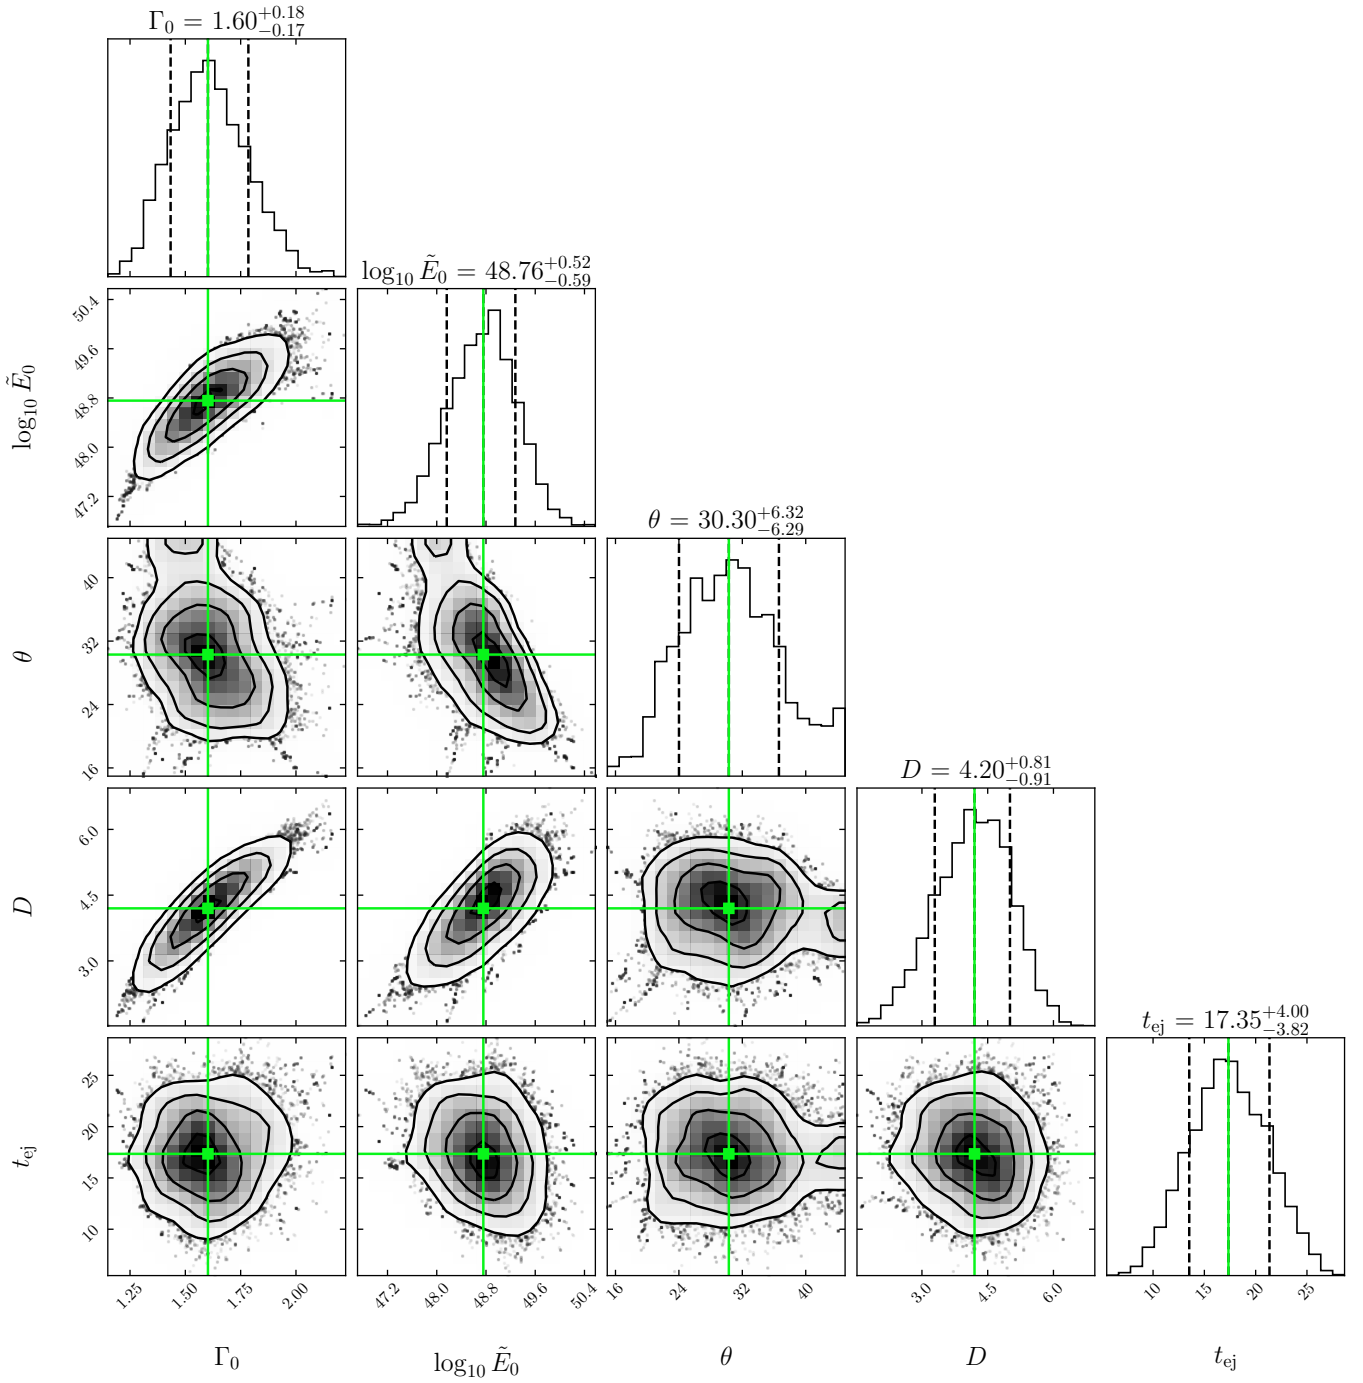 Γ₀ = 1.60⁺⁰·¹⁸₋₀.₁₇
log₁₀ Ẽ₀ = 48.76⁺⁰·⁵²₋₀.₅₉
50.4
49.6
48.8
48.0
47.2
log₁₀ Ẽ₀
θ = 30.30⁺⁶·³²₋₆.₂₉
40
32
24
16
θ
D = 4.20⁺⁰·⁸¹₋₀.₉₁
6.0
4.5
3.0
D
t_ej = 17.35⁺⁴·⁰⁰₋₃.₈₂
25
20
15
10
t_ej
1.25 1.50 1.75 2.00 47.2 48.0 48.8 49.6 50.4 16 24 32 40 3.0 4.5 6.0 10 15 20 25
Γ₀ log₁₀ Ẽ₀ θ D t_ej